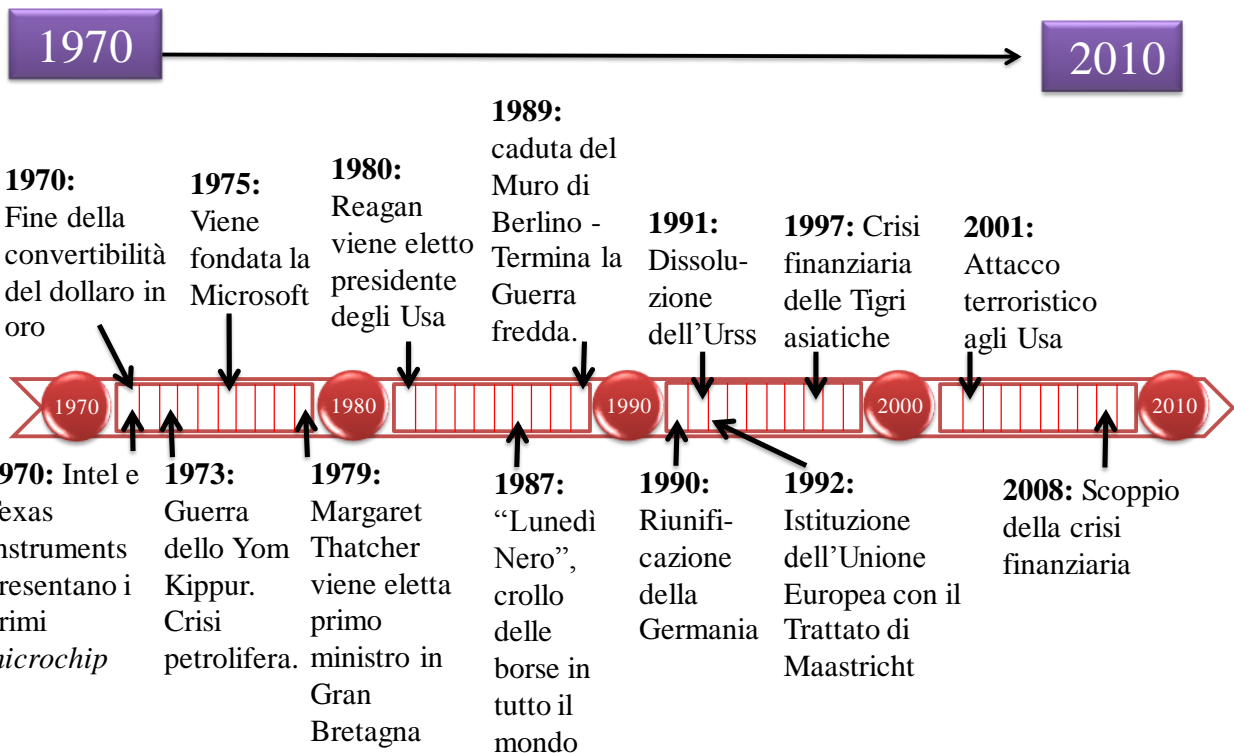 1970
2010
1970:
Fine della
convertibilità
del dollaro in
oro
1975:
Viene
fondata la
Microsoft
1980:
Reagan
viene eletto
presidente
degli Usa
1989:
caduta del
Muro di
Berlino -
Termina la
Guerra
fredda.
1991:
Dissolu-
zione
dell’Urss
1997: Crisi
finanziaria
delle Tigri
asiatiche
2001:
Attacco
terroristico
agli Usa
1970
1980
1990
2000
2010
1970: Intel e
Texas
nstruments
resentano i
rimi
microchip
1973:
Guerra
dello Yom
Kippur.
Crisi
petrolifera.
1979:
Margaret
Thatcher
viene eletta
primo
ministro in
Gran
Bretagna
1987:
“Lunedì
Nero”,
crollo
delle
borse in
tutto il
mondo
1990:
Riunifi-
cazione
della
Germania
1992:
Istituzione
dell’Unione
Europea con il
Trattato di
Maastricht
2008: Scoppio
della crisi
finanziaria